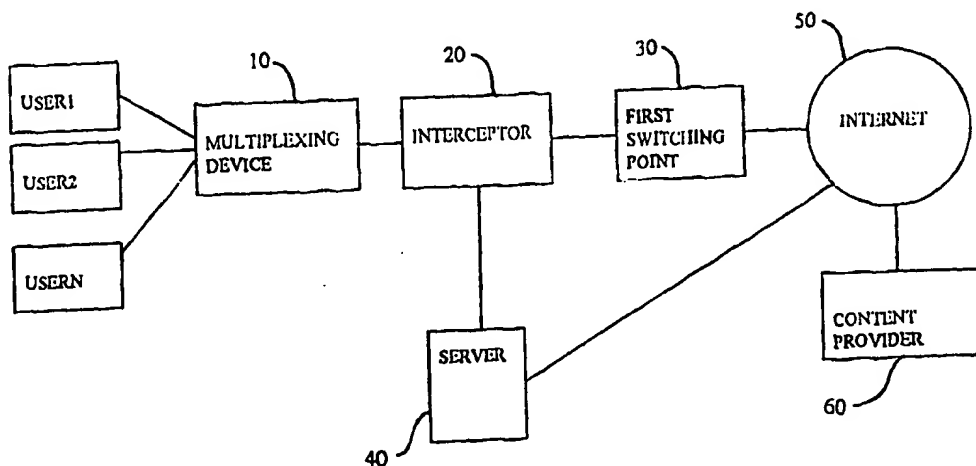 50
10
20
30
USER1
MULTIPLEXING
DEVICE
INTERCEPTOR
FIRST
SWITCHING
POINT
INTERNET
USER2
USERN
SERVER
CONTENT
PROVIDER
40
60